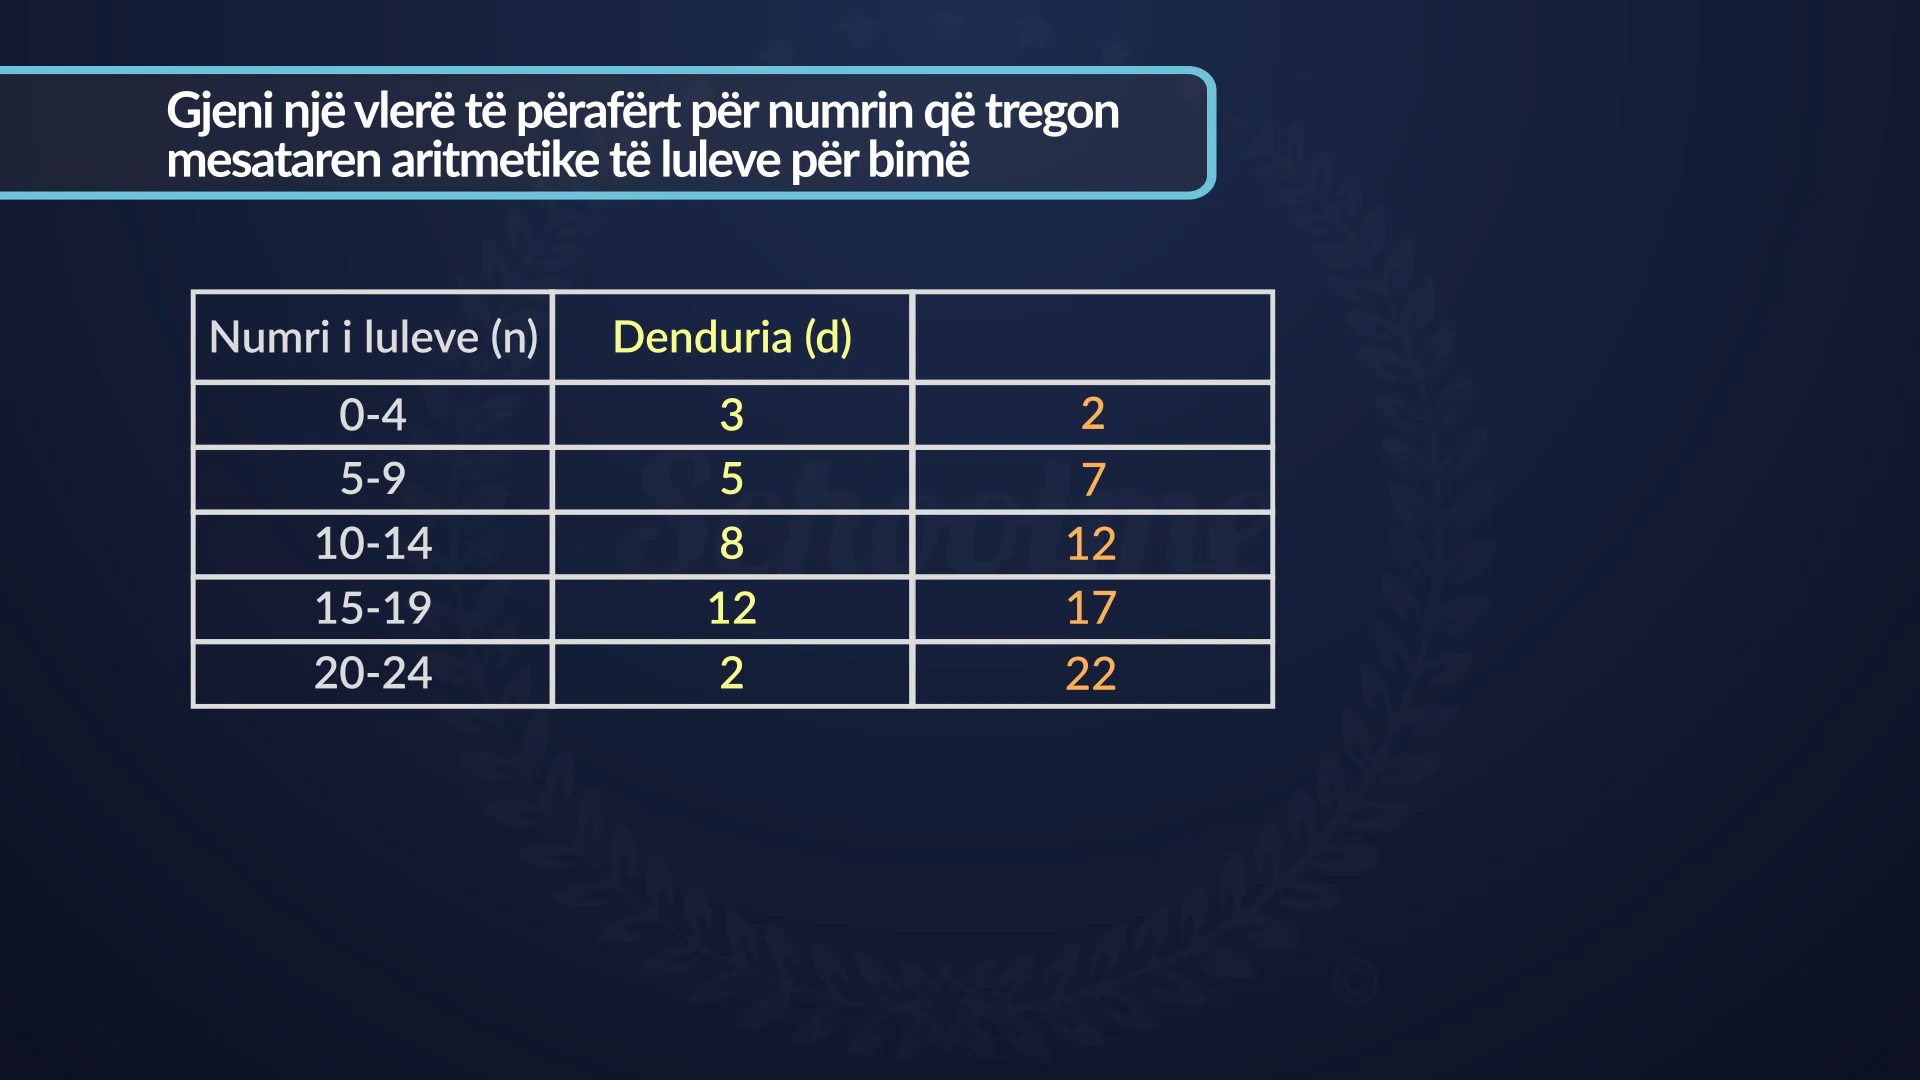 Gjeni një vlerë të përafërt për numrin që tregon
mesataren aritmetike të luleve për bimë
Numri i luleve (n) Denduria (d)
0-4 3 2
5-9 5 7
10-14 8 12
15-19 12 17
20-24 2 22
Schoolme
©